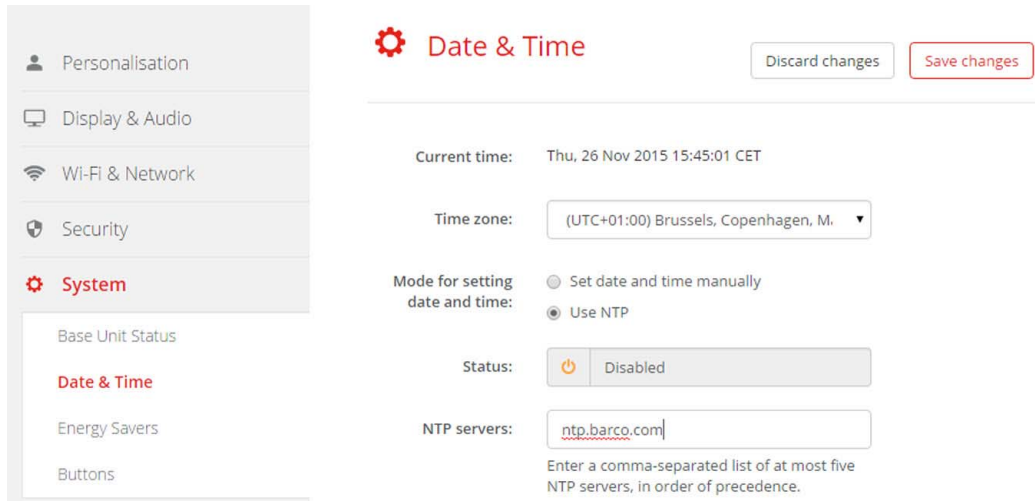 Personalisation
Display & Audio
Wi-Fi & Network
Security
System
Base Unit Status
Date & Time
Energy Savers
Buttons
Date & Time
Discard changes
Save changes
Current time: Thu, 26 Nov 2015 15:45:01 CET
Time zone: (UTC+01:00) Brussels, Copenhagen, M
Mode for setting
date and time:
Set date and time manually
Use NTP
Status: Disabled
NTP servers: ntp.barco.com
Enter a comma-separated list of at most five
NTP servers, in order of precedence.